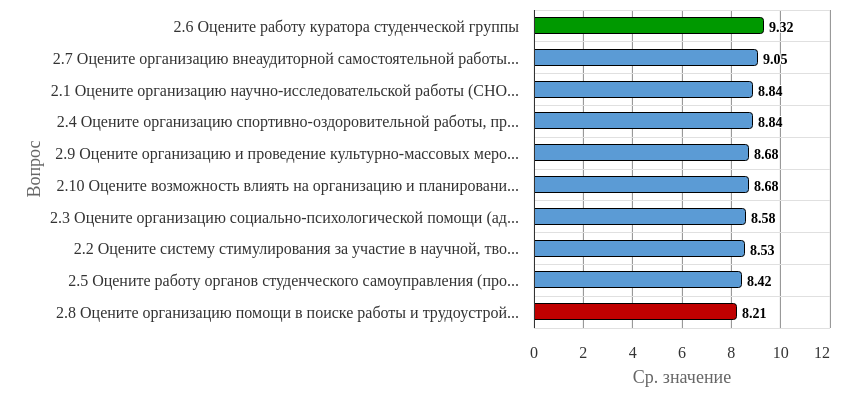 2.6 Оцените работу куратора студенческой группы 9.32
2.7 Оцените организацию внеаудиторной самостоятельной работы... 9.05
2.1 Оцените организацию научно-исследовательской работы (СНО... 8.84
2.4 Оцените организацию спортивно-оздоровительной работы, пр... 8.84
2.9 Оцените организацию и проведение культурно-массовых меро... 8.68
2.10 Оцените возможность влиять на организацию и планировани... 8.68
2.3 Оцените организацию социально-психологической помощи (ад... 8.58
2.2 Оцените систему стимулирования за участие в научной, тво... 8.53
2.5 Оцените работу органов студенческого самоуправления (про... 8.42
2.8 Оцените организацию помощи в поиске работы и трудоустрой... 8.21
Вопрос
0 2 4 6 8 10 12
Ср. значение